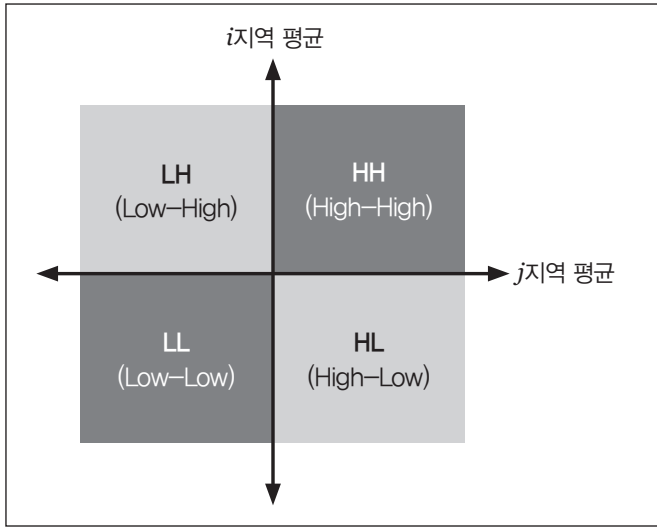 i지역 평균
LH
(Low–High)
HH
(High–High)
j지역 평균
LL
(Low–Low)
HL
(High–Low)